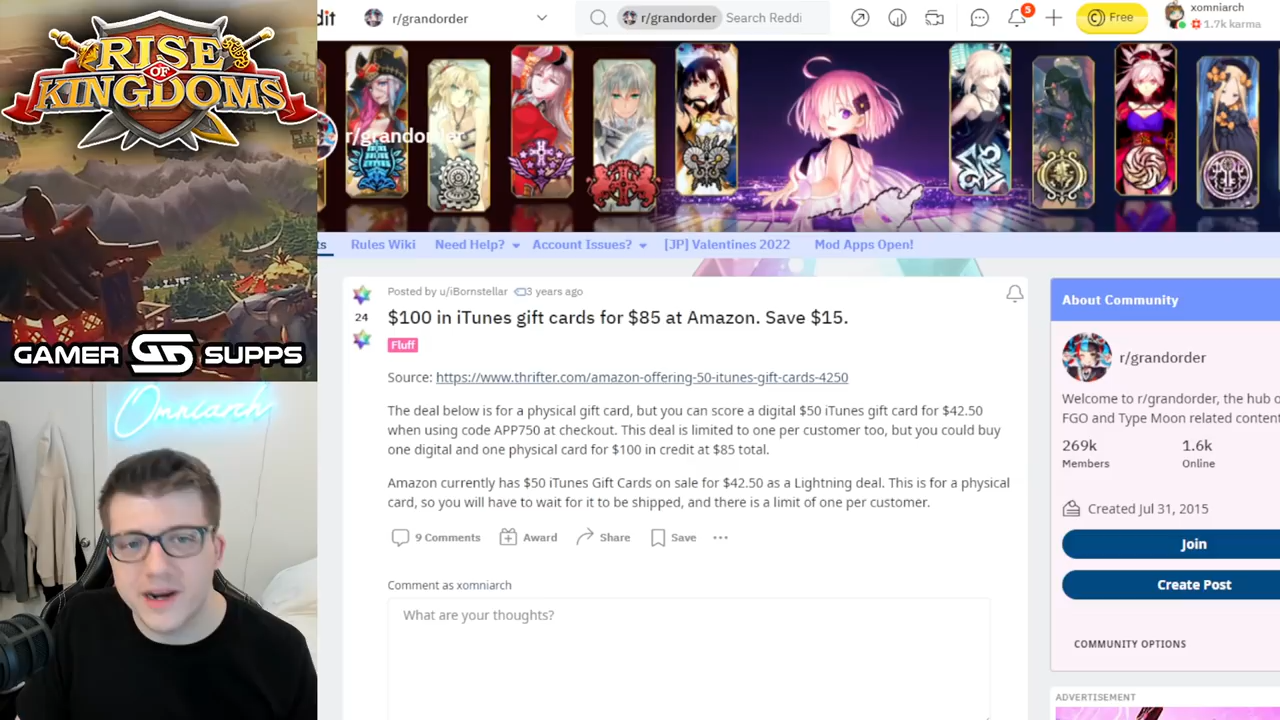 RISE
OF
KINGDOMS
GAMER GS SUPPS
Omniarch
dit
r/grandorder
r/grandorder Search Reddi
5
Free
xomniarch
1.7k karma
r/grandorder
ts Rules Wiki Need Help? Account Issues? [JP] Valentines 2022 Mod Apps Open!
Posted by u/iBornstellar 3 years ago
24
$100 in iTunes gift cards for $85 at Amazon. Save $15.
Fluff
Source: https://www.thrifter.com/amazon-offering-50-itunes-gift-cards-4250
The deal below is for a physical gift card, but you can score a digital $50 iTunes gift card for $42.50
when using code APP750 at checkout. This deal is limited to one per customer too, but you could buy
one digital and one physical card for $100 in credit at $85 total.
Amazon currently has $50 iTunes Gift Cards on sale for $42.50 as a Lightning deal. This is for a physical
card, so you will have to wait for it to be shipped, and there is a limit of one per customer.
9 Comments Award Share Save
Comment as xomniarch
What are your thoughts?
About Community
r/grandorder
Welcome to r/grandorder, the hub o
FGO and Type Moon related content
269k 1.6k
Members Online
Created Jul 31, 2015
Join
Create Post
COMMUNITY OPTIONS
ADVERTISEMENT